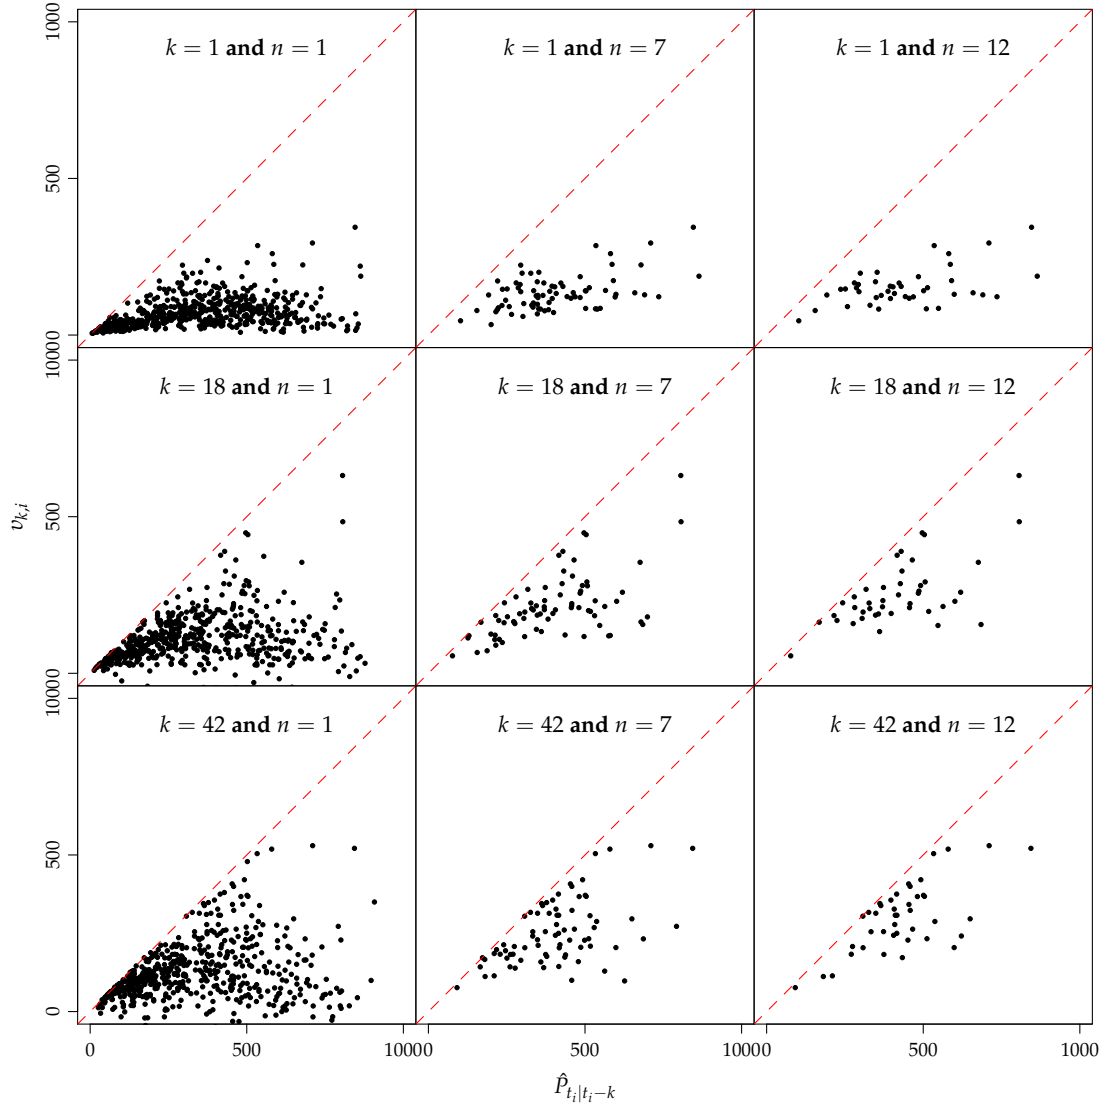 1000
k = 1 and n = 1
k = 1 and n = 7
k = 1 and n = 12
500
0
1000
k = 18 and n = 1
k = 18 and n = 7
k = 18 and n = 12
v_{k,i}
500
0
1000
k = 42 and n = 1
k = 42 and n = 7
k = 42 and n = 12
500
0
0 500 1000 0 500 1000 0 500 1000
P̂_{t_i|t_i−k}